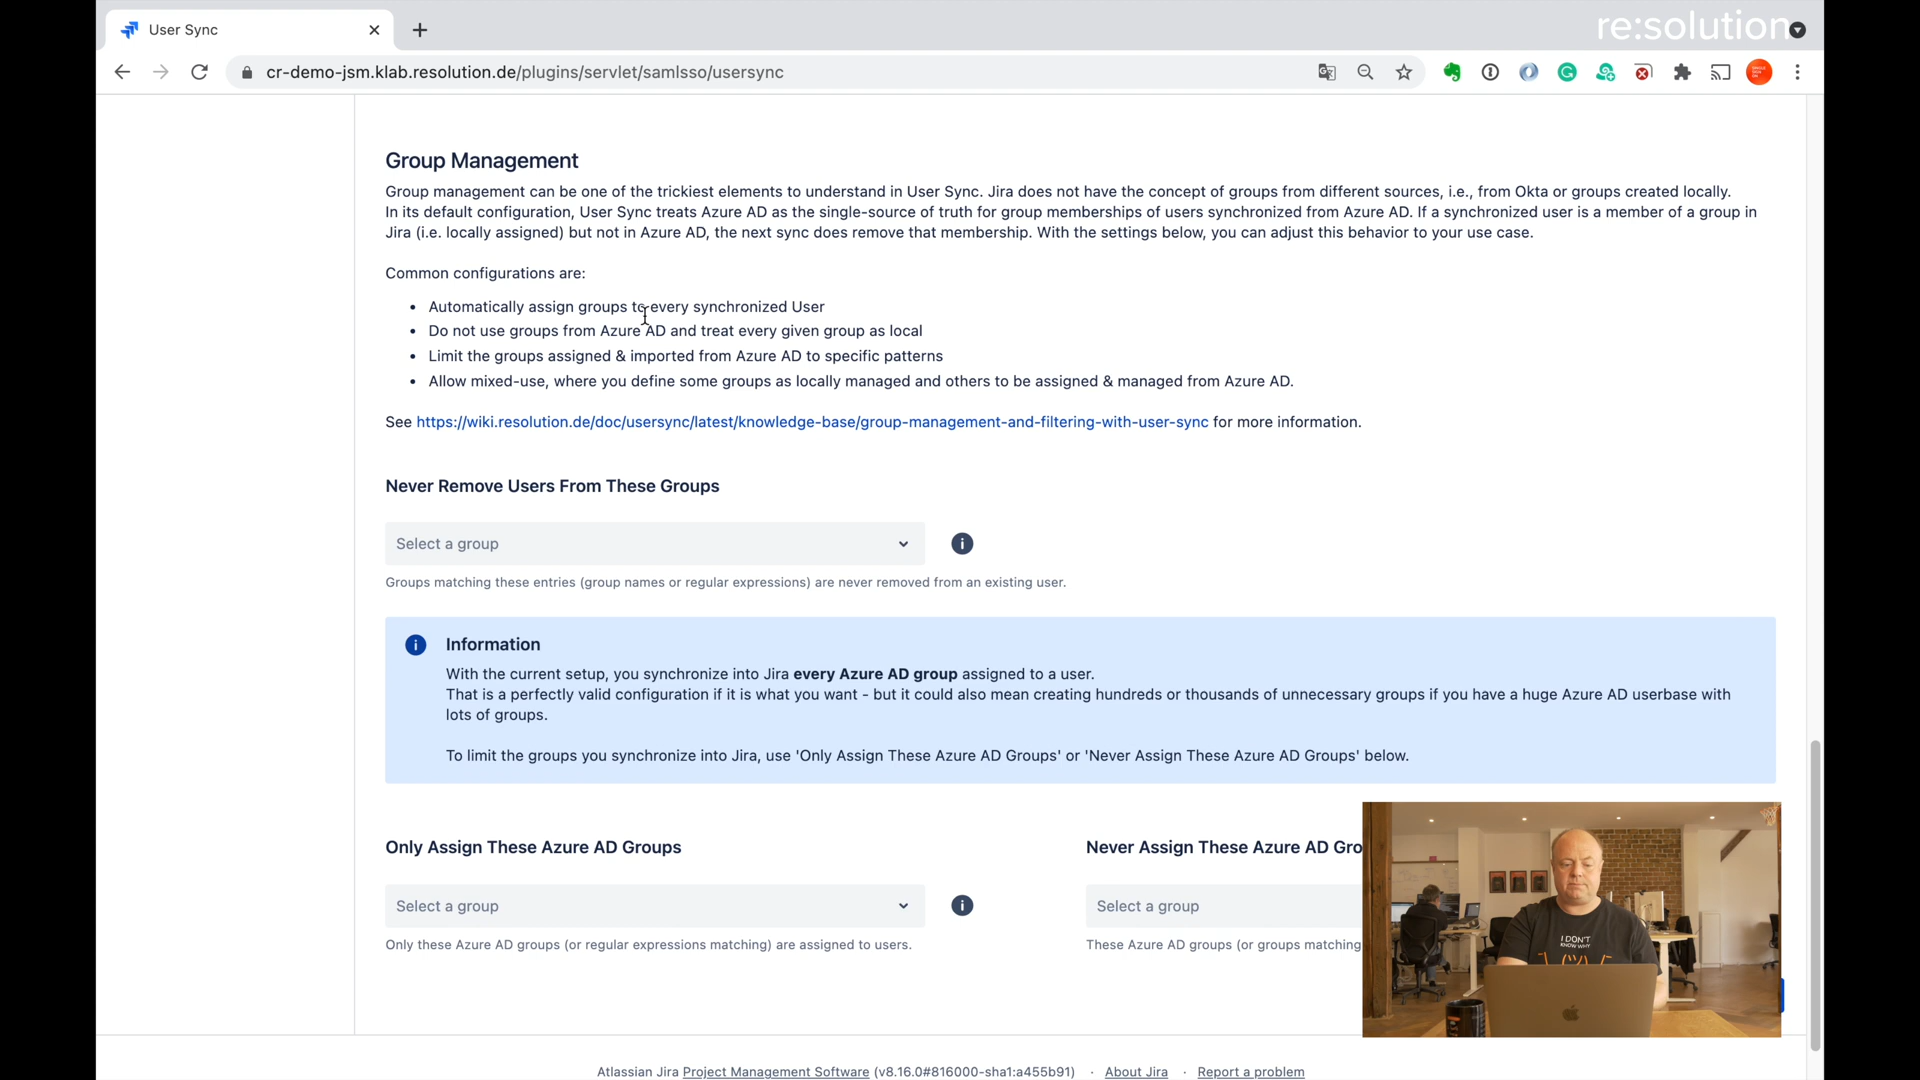 User Sync
re:solution
cr-demo-jsm.klab.resolution.de/plugins/servlet/samlsso/usersync
Group Management
Group management can be one of the trickiest elements to understand in User Sync. Jira does not have the concept of groups from different sources, i.e., from Okta or groups created locally.
In its default configuration, User Sync treats Azure AD as the single-source of truth for group memberships of users synchronized from Azure AD. If a synchronized user is a member of a group in
Jira (i.e. locally assigned) but not in Azure AD, the next sync does remove that membership. With the settings below, you can adjust this behavior to your use case.
Common configurations are:
• Automatically assign groups to every synchronized User
• Do not use groups from Azure AD and treat every given group as local
• Limit the groups assigned & imported from Azure AD to specific patterns
• Allow mixed-use, where you define some groups as locally managed and others to be assigned & managed from Azure AD.
See https://wiki.resolution.de/doc/usersync/latest/knowledge-base/group-management-and-filtering-with-user-sync for more information.
Never Remove Users From These Groups
Select a group
Groups matching these entries (group names or regular expressions) are never removed from an existing user.
Information
With the current setup, you synchronize into Jira every Azure AD group assigned to a user.
That is a perfectly valid configuration if it is what you want - but it could also mean creating hundreds or thousands of unnecessary groups if you have a huge Azure AD userbase with
lots of groups.
To limit the groups you synchronize into Jira, use 'Only Assign These Azure AD Groups' or 'Never Assign These Azure AD Groups' below.
Only Assign These Azure AD Groups
Never Assign These Azure AD Gro
Select a group
Select a group
Only these Azure AD groups (or regular expressions matching) are assigned to users.
These Azure AD groups (or groups matching
I DON'T
KNOW WHY
Atlassian Jira Project Management Software (v8.16.0#816000-sha1:a455b91) · About Jira · Report a problem